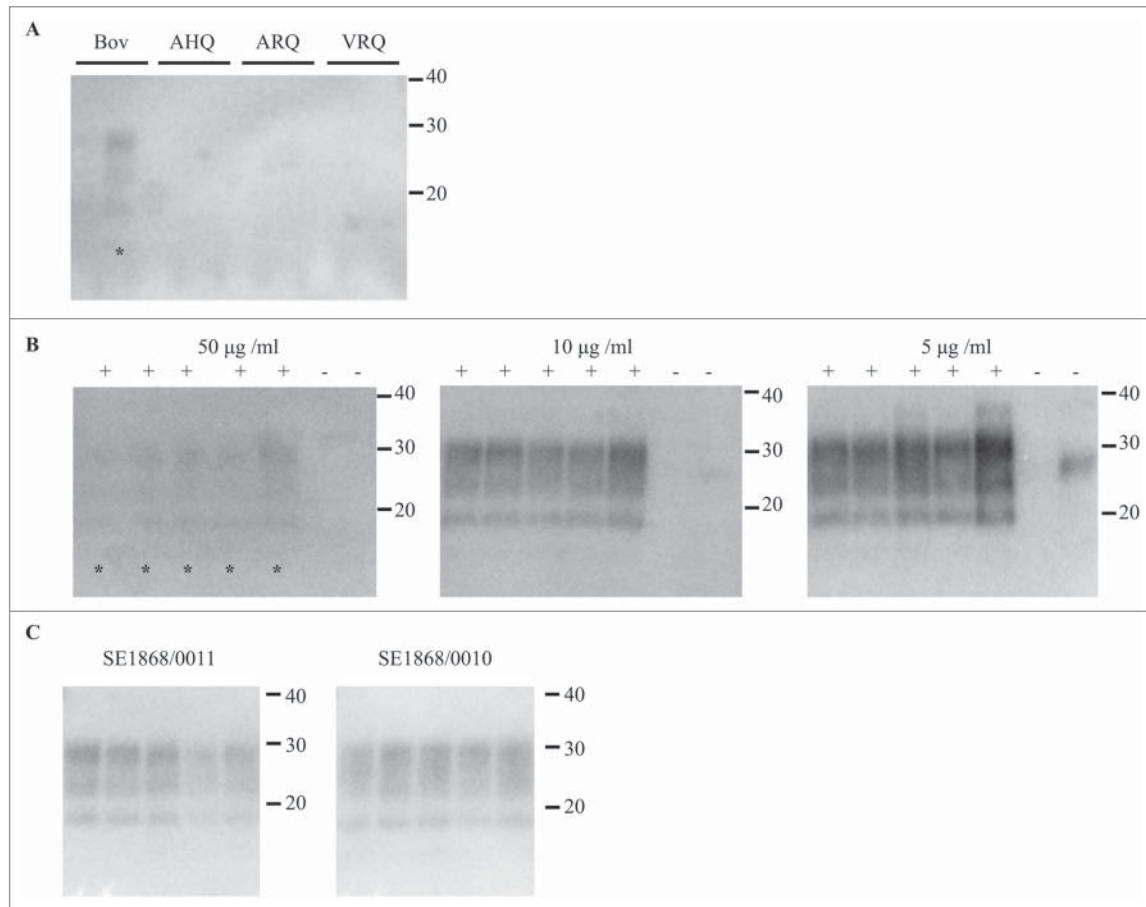 A
Bov AHQ ARQ VRQ
40
30
20
*
B
50 µg /ml 10 µg /ml 5 µg /ml
+ + + + + - - + + + + + - - + + + + + - -
40 40 40
30 30 30
20 20 20
* * * * *
C
SE1868/0011 SE1868/0010
40 40
30 30
20 20